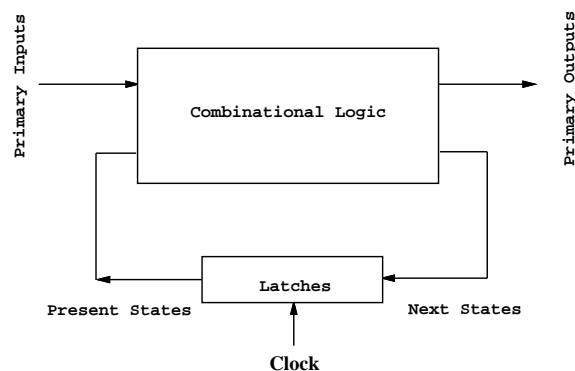 Primary Inputs
Primary Outputs
Combinational Logic
Latches
Present States
Next States
Clock